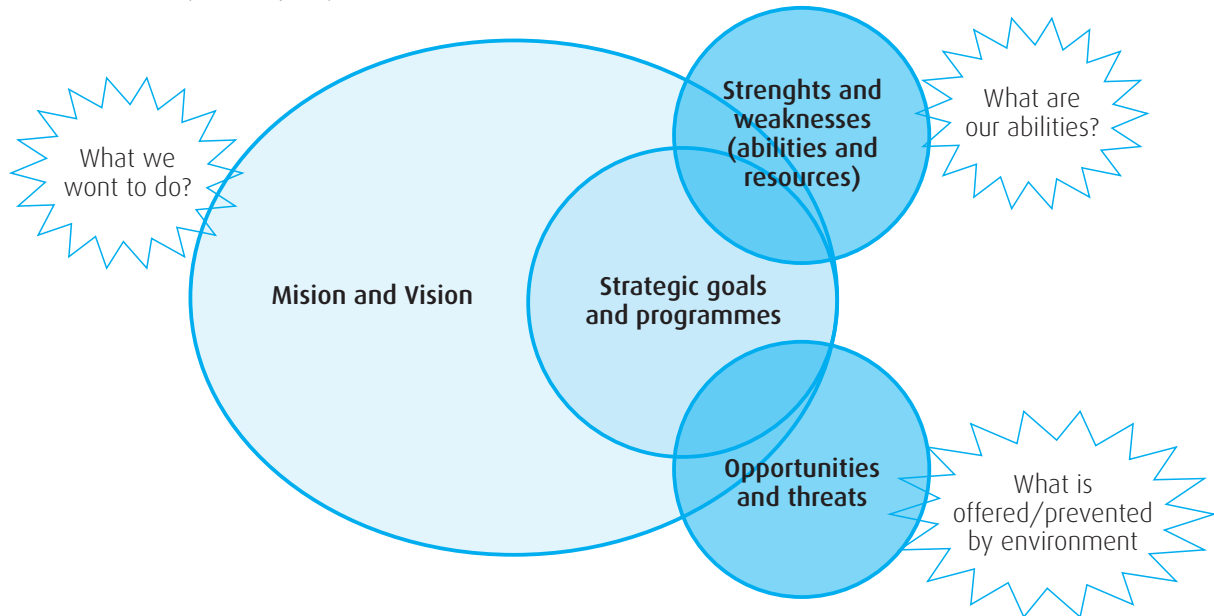 What we
wont to do?
Mision and Vision
Strategic goals
and programmes
Strenghts and
weaknesses
(abilities and
resources)
What are
our abilities?
Opportunities
and threats
What is
offered/prevented
by environment